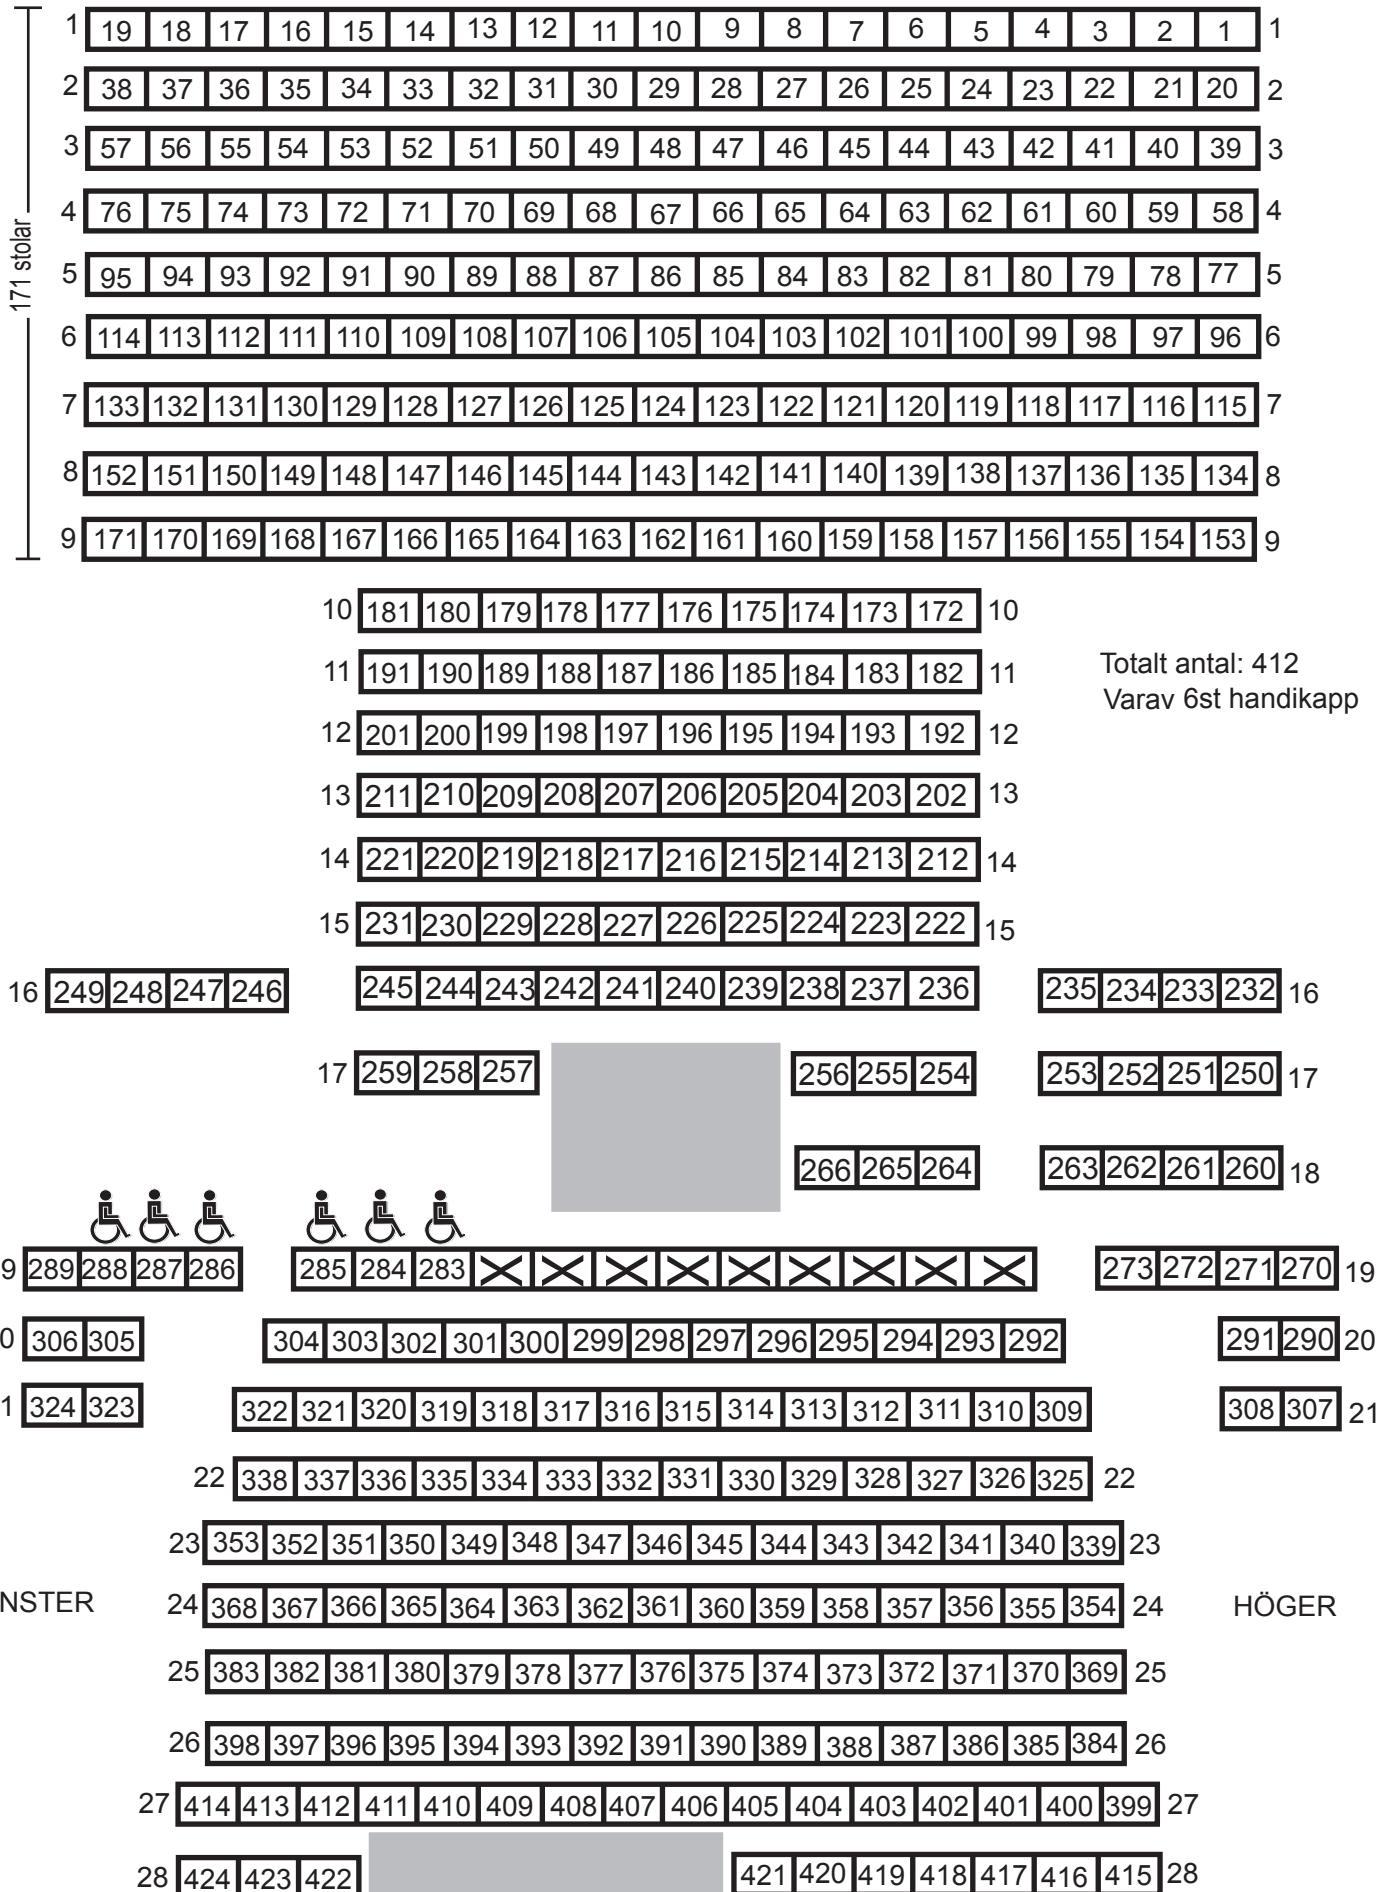 1 19 18 17 16 15 14 13 12 11 10 9 8 7 6 5 4 3 2 1 1
2 38 37 36 35 34 33 32 31 30 29 28 27 26 25 24 23 22 21 20 2
3 57 56 55 54 53 52 51 50 49 48 47 46 45 44 43 42 41 40 39 3
4 76 75 74 73 72 71 70 69 68 67 66 65 64 63 62 61 60 59 58 4
171 stolar
5 95 94 93 92 91 90 89 88 87 86 85 84 83 82 81 80 79 78 77 5
6 114 113 112 111 110 109 108 107 106 105 104 103 102 101 100 99 98 97 96 6
7 133 132 131 130 129 128 127 126 125 124 123 122 121 120 119 118 117 116 115 7
8 152 151 150 149 148 147 146 145 144 143 142 141 140 139 138 137 136 135 134 8
9 171 170 169 168 167 166 165 164 163 162 161 160 159 158 157 156 155 154 153 9
10 181 180 179 178 177 176 175 174 173 172 10
11 191 190 189 188 187 186 185 184 183 182 11
Totalt antal: 412
Varav 6st handikapp
12 201 200 199 198 197 196 195 194 193 192 12
13 211 210 209 208 207 206 205 204 203 202 13
14 221 220 219 218 217 216 215 214 213 212 14
15 231 230 229 228 227 226 225 224 223 222 15
16 249 248 247 246 245 244 243 242 241 240 239 238 237 236 235 234 233 232 16
17 259 258 257 256 255 254 253 252 251 250 17
266 265 264 263 262 261 260 18
9 289 288 287 286 285 284 283 273 272 271 270 19
0 306 305 304 303 302 301 300 299 298 297 296 295 294 293 292 291 290 20
1 324 323 322 321 320 319 318 317 316 315 314 313 312 311 310 309 308 307 21
22 338 337 336 335 334 333 332 331 330 329 328 327 326 325 22
23 353 352 351 350 349 348 347 346 345 344 343 342 341 340 339 23
NSTER 24 368 367 366 365 364 363 362 361 360 359 358 357 356 355 354 24 HÖGER
25 383 382 381 380 379 378 377 376 375 374 373 372 371 370 369 25
26 398 397 396 395 394 393 392 391 390 389 388 387 386 385 384 26
27 414 413 412 411 410 409 408 407 406 405 404 403 402 401 400 399 27
28 424 423 422 421 420 419 418 417 416 415 28